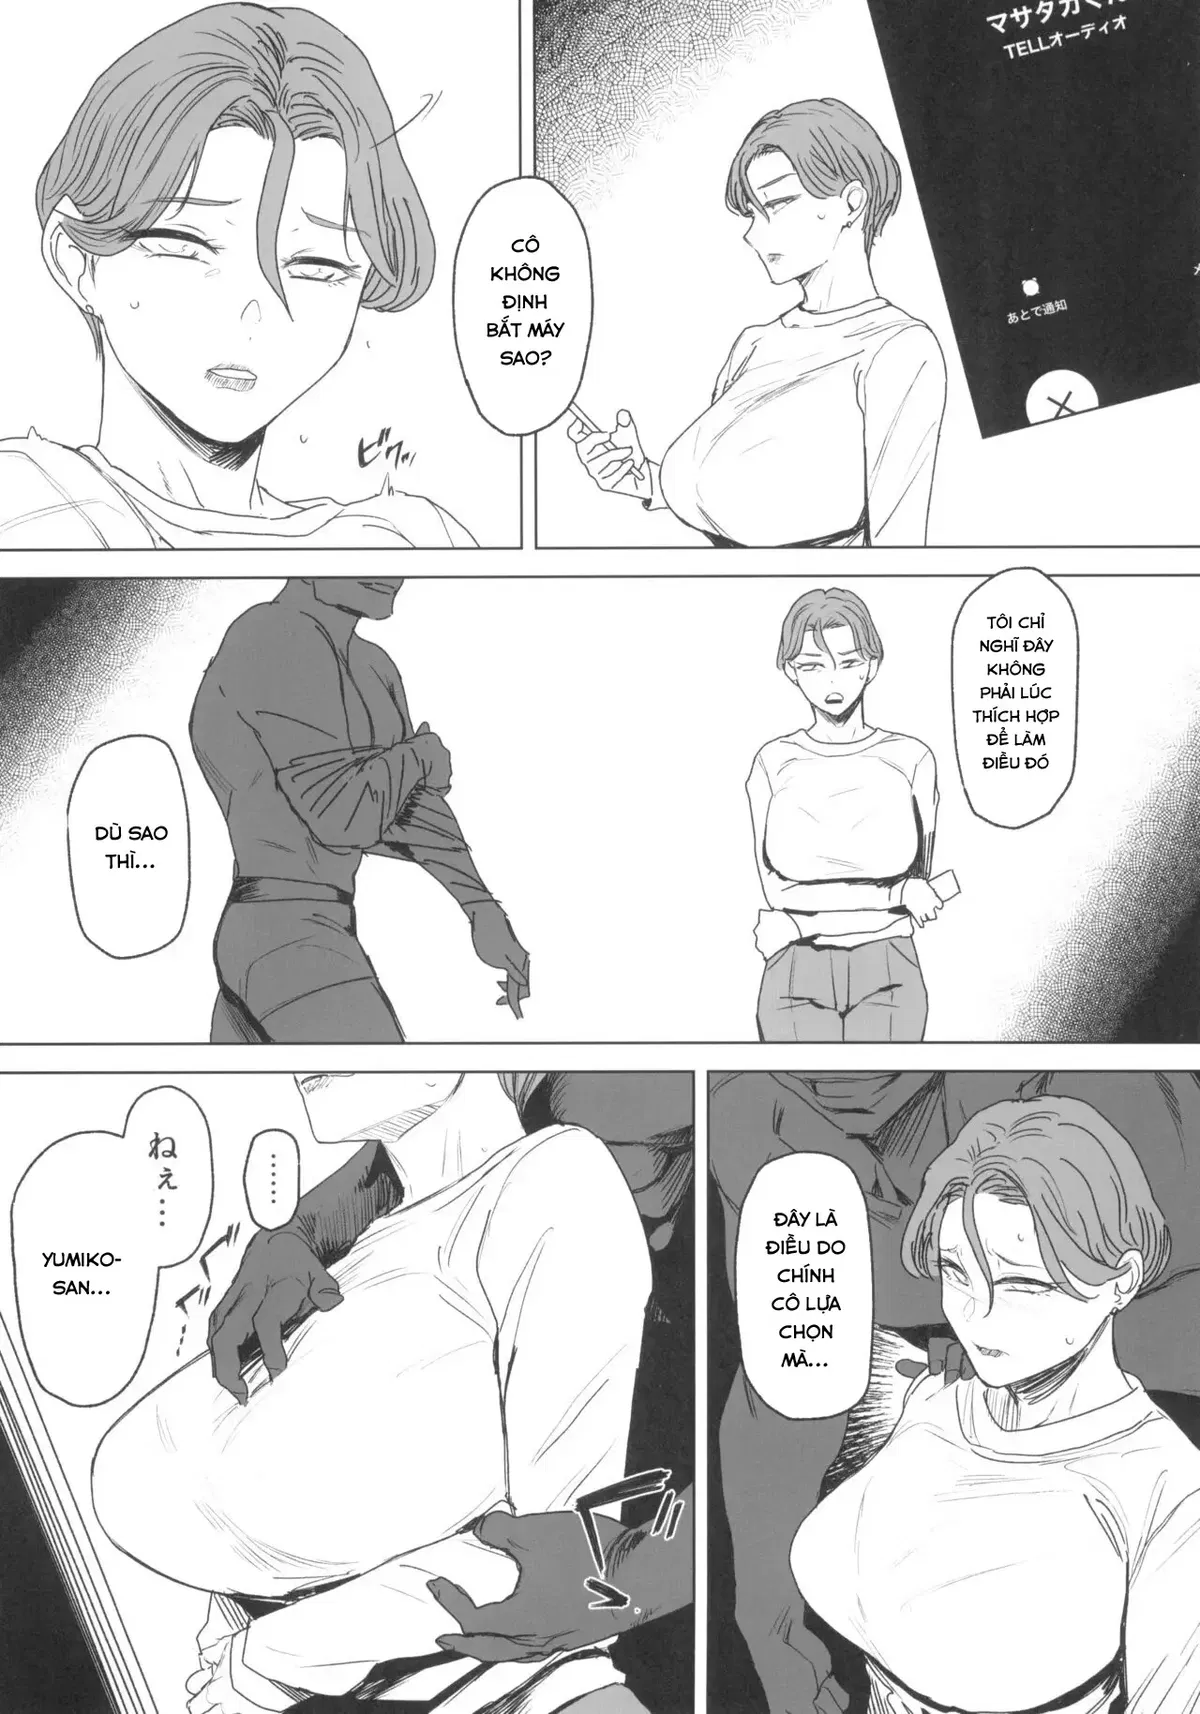 マサタカくん
TELLオーディオ
あとで通知
CÔ
KHÔNG
ĐỊNH
BẮT MÁY
SAO?
ビクッ
TÔI CHỈ
NGHĨ ĐÂY
KHÔNG
PHẢI LÚC
THÍCH HỢP
ĐỂ LÀM
ĐIỀU ĐÓ
DÙ SAO
THÌ...
ĐÂY LÀ
ĐIỀU DO
CHÍNH
CÔ LỰA
CHỌN
MÀ...
……
ねぇ…
YUMIKO-
SAN...